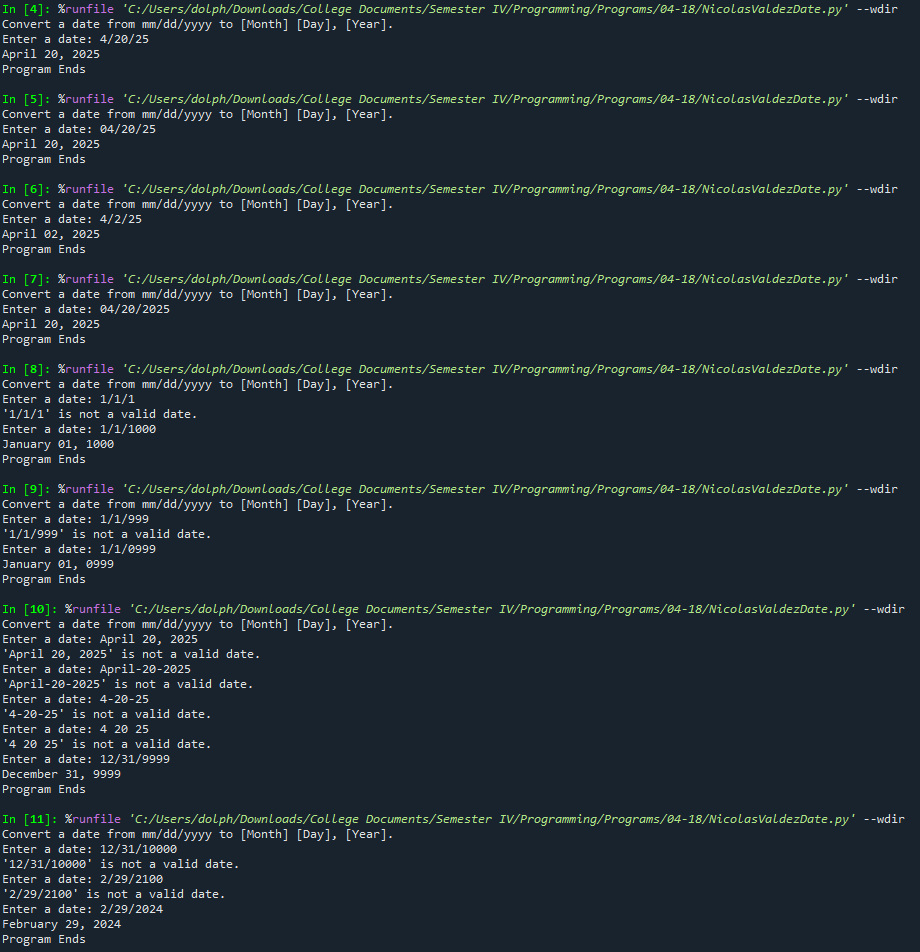 In [4]: %runfile 'C:/Users/dolph/Downloads/College Documents/Semester IV/Programming/Programs/04-18/NicolasValdezDate.py' --wdir
Convert a date from mm/dd/yyyy to [Month] [Day], [Year].
Enter a date: 4/20/25
April 20, 2025
Program Ends
In [5]: %runfile 'C:/Users/dolph/Downloads/College Documents/Semester IV/Programming/Programs/04-18/NicolasValdezDate.py' --wdir
Convert a date from mm/dd/yyyy to [Month] [Day], [Year].
Enter a date: 04/20/25
April 20, 2025
Program Ends
In [6]: %runfile 'C:/Users/dolph/Downloads/College Documents/Semester IV/Programming/Programs/04-18/NicolasValdezDate.py' --wdir
Convert a date from mm/dd/yyyy to [Month] [Day], [Year].
Enter a date: 4/2/25
April 02, 2025
Program Ends
In [7]: %runfile 'C:/Users/dolph/Downloads/College Documents/Semester IV/Programming/Programs/04-18/NicolasValdezDate.py' --wdir
Convert a date from mm/dd/yyyy to [Month] [Day], [Year].
Enter a date: 04/20/2025
April 20, 2025
Program Ends
In [8]: %runfile 'C:/Users/dolph/Downloads/College Documents/Semester IV/Programming/Programs/04-18/NicolasValdezDate.py' --wdir
Convert a date from mm/dd/yyyy to [Month] [Day], [Year].
Enter a date: 1/1/1
'1/1/1' is not a valid date.
Enter a date: 1/1/1000
January 01, 1000
Program Ends
In [9]: %runfile 'C:/Users/dolph/Downloads/College Documents/Semester IV/Programming/Programs/04-18/NicolasValdezDate.py' --wdir
Convert a date from mm/dd/yyyy to [Month] [Day], [Year].
Enter a date: 1/1/999
'1/1/999' is not a valid date.
Enter a date: 1/1/0999
January 01, 0999
Program Ends
In [10]: %runfile 'C:/Users/dolph/Downloads/College Documents/Semester IV/Programming/Programs/04-18/NicolasValdezDate.py' --wdir
Convert a date from mm/dd/yyyy to [Month] [Day], [Year].
Enter a date: April 20, 2025
'April 20, 2025' is not a valid date.
Enter a date: April-20-2025
'April-20-2025' is not a valid date.
Enter a date: 4-20-25
'4-20-25' is not a valid date.
Enter a date: 4 20 25
'4 20 25' is not a valid date.
Enter a date: 12/31/9999
December 31, 9999
Program Ends
In [11]: %runfile 'C:/Users/dolph/Downloads/College Documents/Semester IV/Programming/Programs/04-18/NicolasValdezDate.py' --wdir
Convert a date from mm/dd/yyyy to [Month] [Day], [Year].
Enter a date: 12/31/10000
'12/31/10000' is not a valid date.
Enter a date: 2/29/2100
'2/29/2100' is not a valid date.
Enter a date: 2/29/2024
February 29, 2024
Program Ends